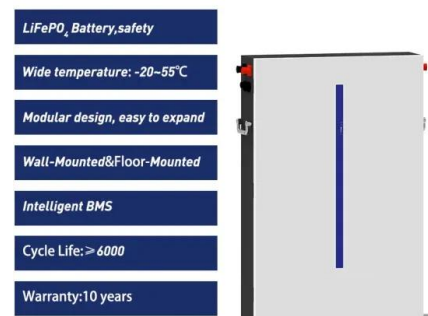 LiFePO₄ Battery,safety
Wide temperature: -20~55℃
Modular design, easy to expand
Wall-Mounted&Floor-Mounted
Intelligent BMS
Cycle Life:≥6000
Warranty:10 years